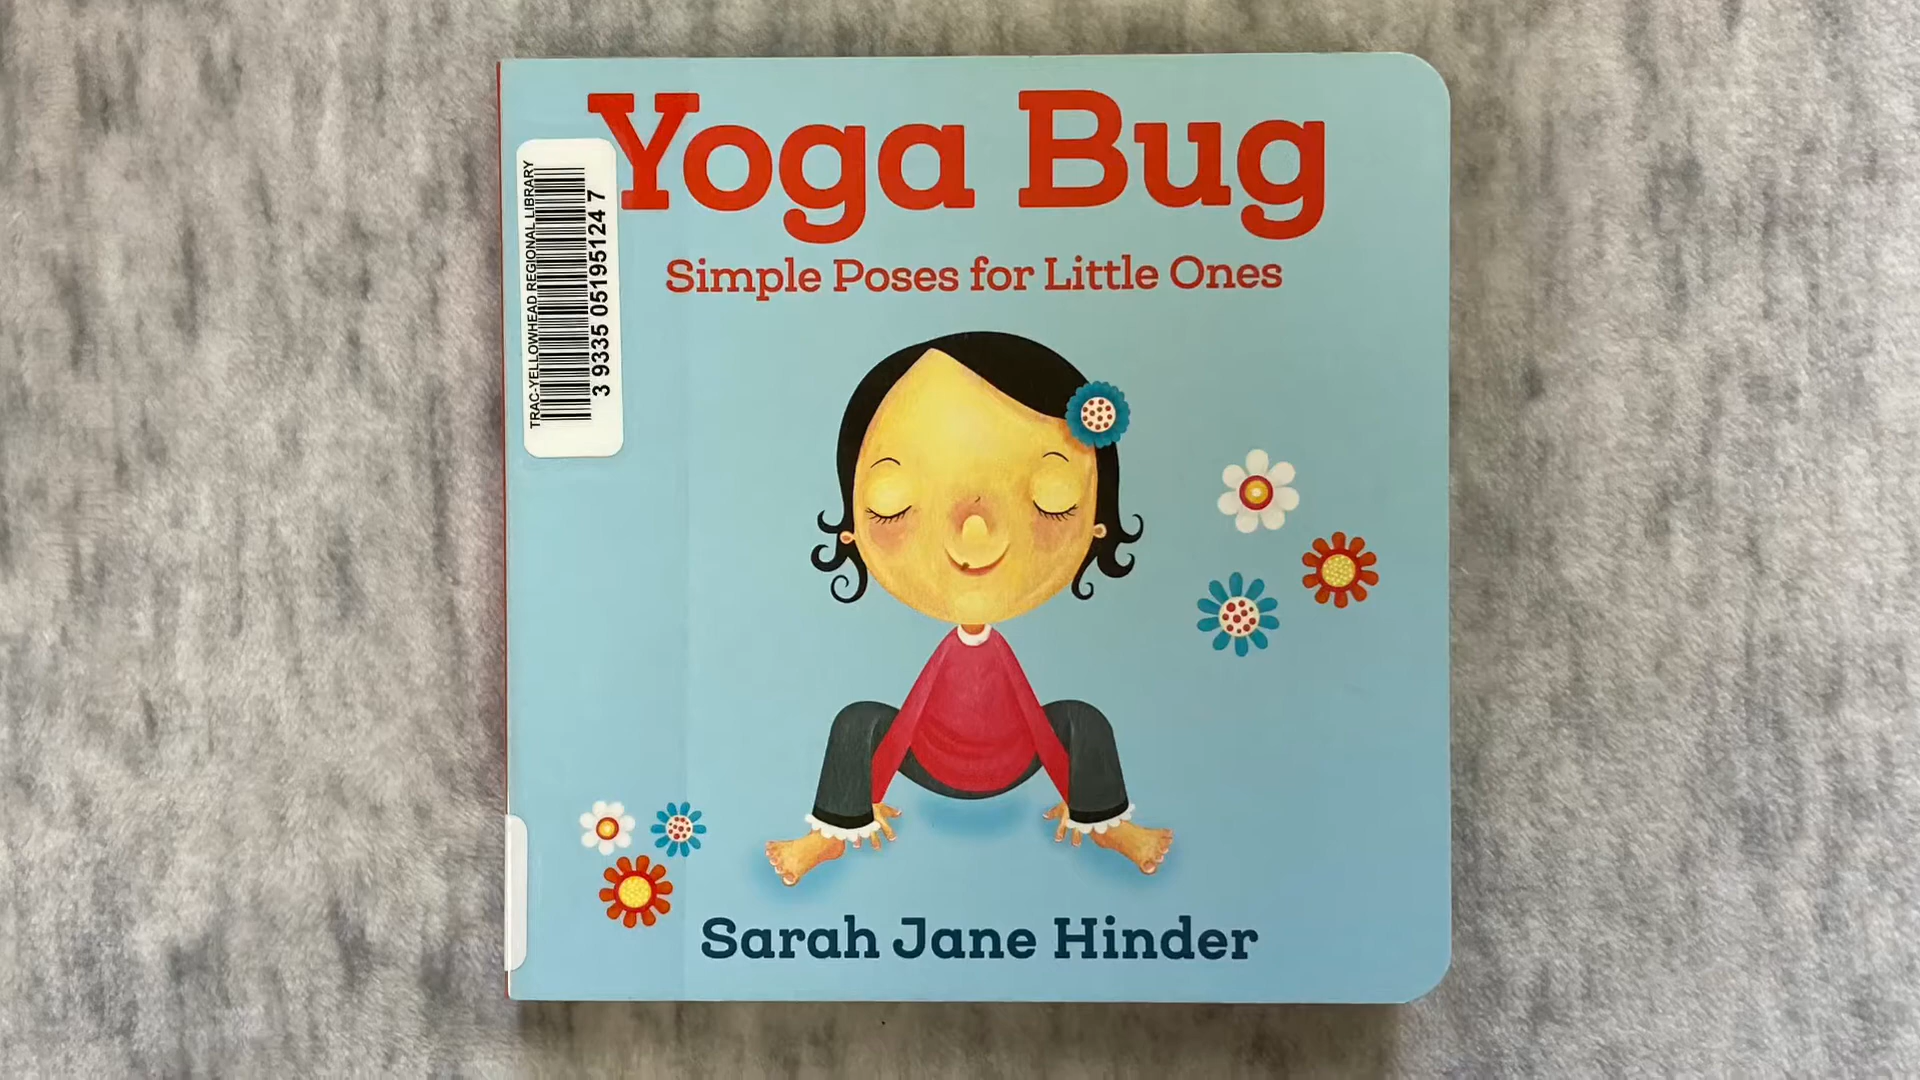 Yoga Bug
Simple Poses for Little Ones
TRAC-YELLOWHEAD REGIONAL LIBRARY
3 9335 05195124 7
Sarah Jane Hinder